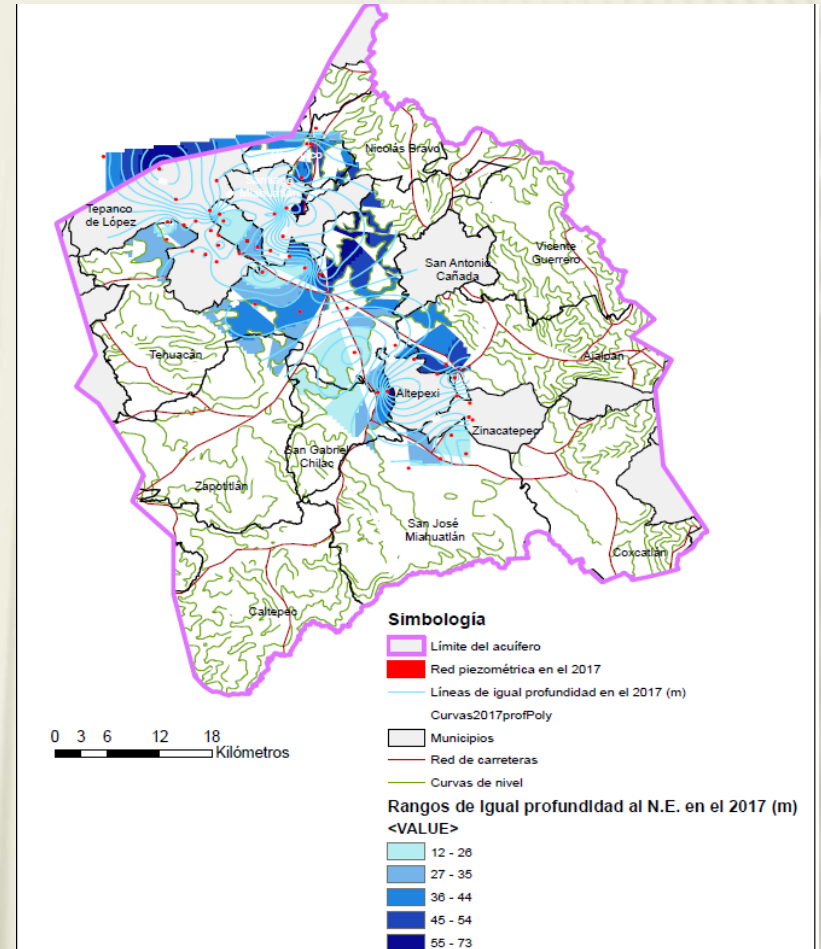 Nicolás Bravo
Tepanco
de López
Vicente
Guerrero
San Antonio
Cañada
Tehuacán
Ajalpan
Altepexi
Zinacatepec
San Gabriel
Chilac
Zapotitlán
San José
Miahuatlán
Coxcatlán
Caltepec
Simbología
Límite del acuífero
Red piezométrica en el 2017
Líneas de igual profundidad en el 2017 (m)
Curvas2017profPoly
Municipios
Red de carreteras
Curvas de nivel
0 3 6 12 18
Kilómetros
Rangos de igual profundidad al N.E. en el 2017 (m)
<VALUE>
12 - 26
27 - 35
36 - 44
45 - 54
55 - 73